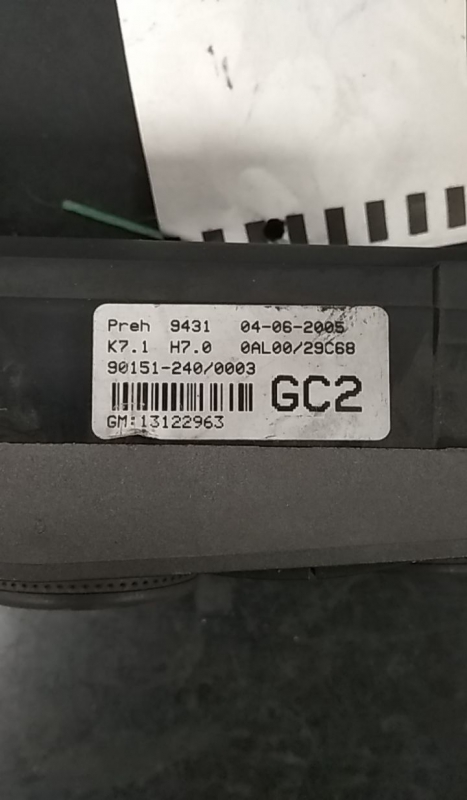 Preh 9431 04-06-2005
K7.1 H7.0 0AL00/29C68
90151-240/0003
GC2
GM:13122963